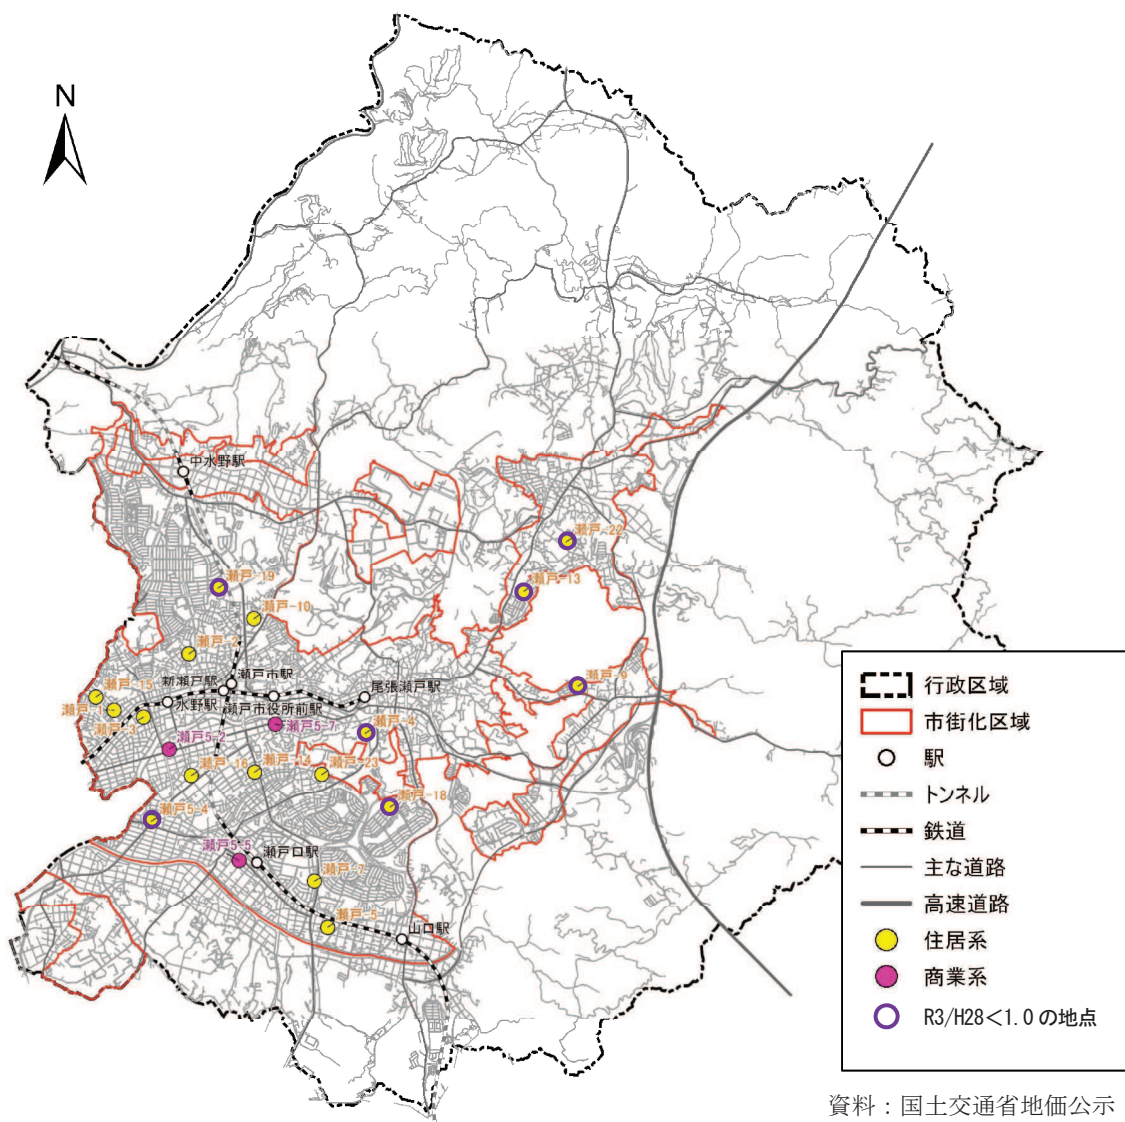 N
中水野駅
瀬戸-22
瀬戸-19
瀬戸-13
瀬戸-10
瀬戸-2
瀬戸市駅
新瀬戸駅
尾張瀬戸駅
瀬戸-9
瀬戸-15
水野駅
瀬戸市役所前駅
瀬戸-1
瀬戸-3
瀬戸5-7
瀬戸-4
瀬戸5-2
瀬戸-16
瀬戸-14
瀬戸-23
瀬戸-18
瀬戸5-4
瀬戸5-5
瀬戸口駅
瀬戸-7
瀬戸-5
山口駅
行政区域
市街化区域
駅
トンネル
鉄道
主な道路
高速道路
住居系
商業系
R3/H28<1.0の地点
資料：国土交通省地価公示